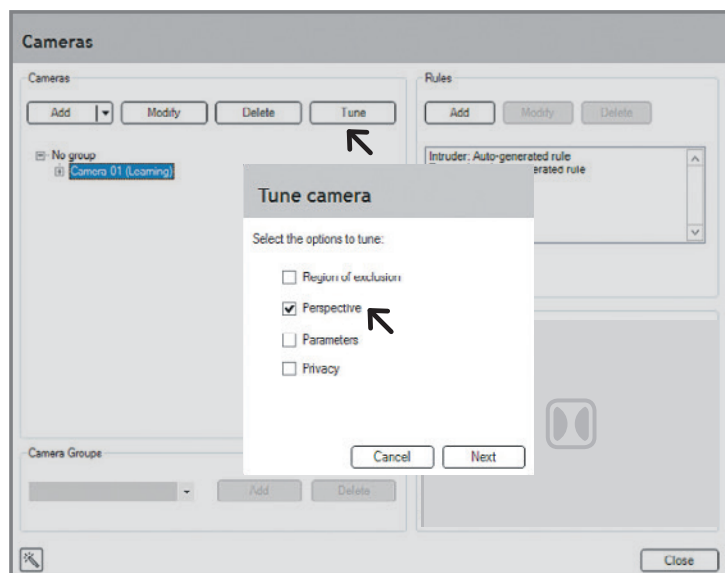 Cameras
Cameras
Add
Modify
Delete
Tune
Rules
Add
Modify
Delete
No group
Camera 01 (Learning)
Intruder: Auto-generated rule
erated rule
Tune camera
Select the options to tune:
Region of exclusion
Perspective
Parameters
Privacy
Cancel
Next
Camera Groups
Add
Delete
Close